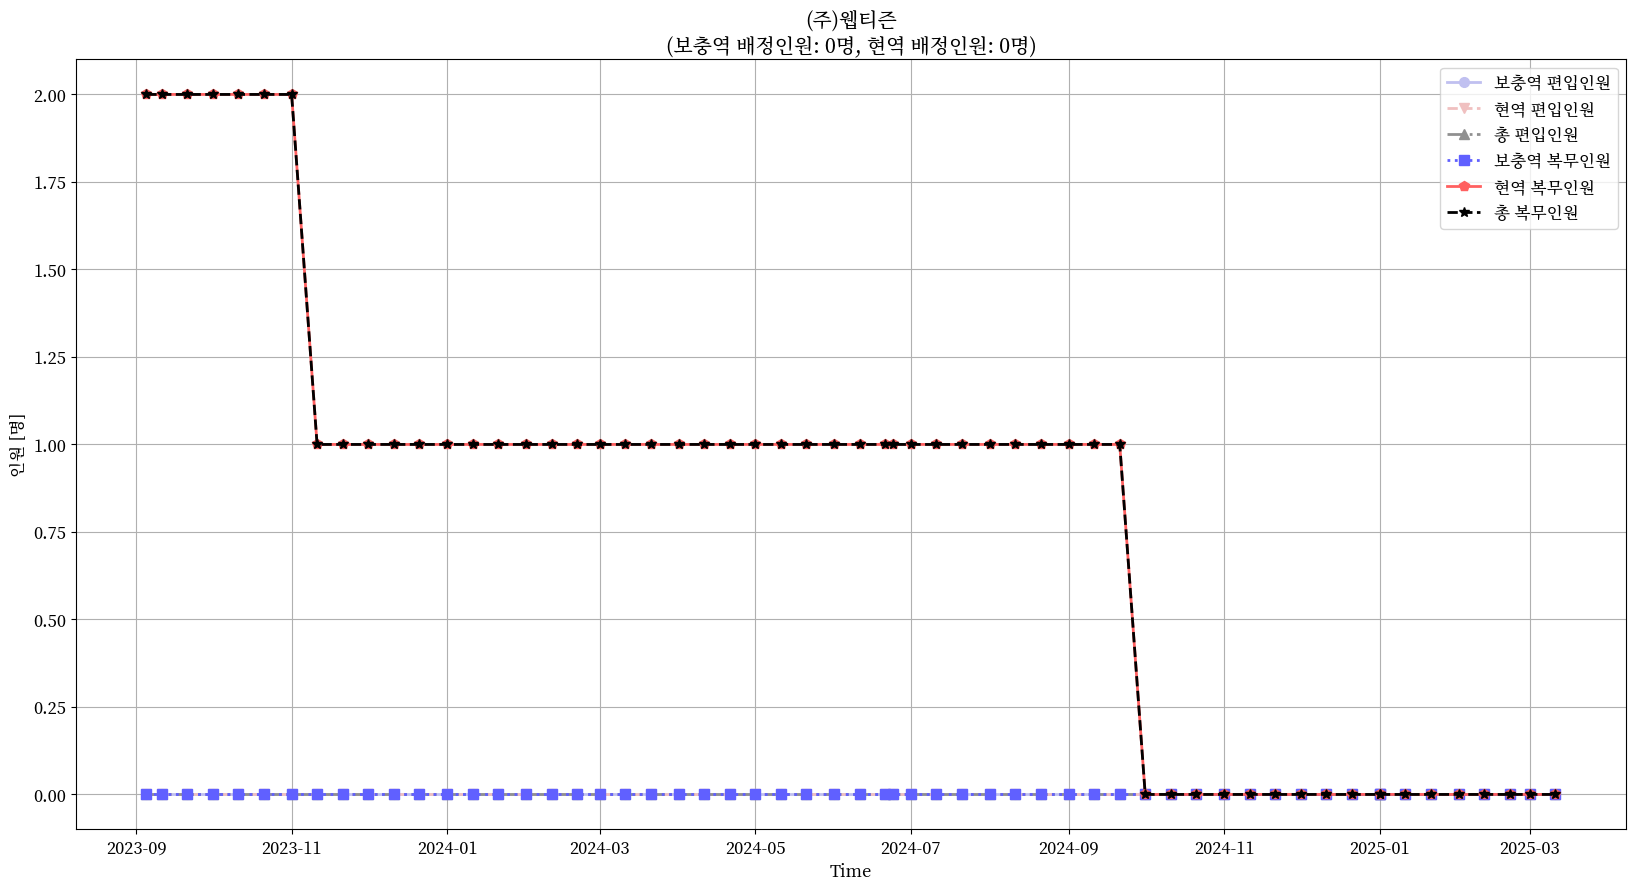 (주)웹티즌
(보충역 배정인원: 0명, 현역 배정인원: 0명)
보충역 편입인원
현역 편입인원
총 편입인원
보충역 복무인원
현역 복무인원
총 복무인원
인원 [명]
2.00
1.75
1.50
1.25
1.00
0.75
0.50
0.25
0.00
2023-09
2023-11
2024-01
2024-03
2024-05
2024-07
2024-09
2024-11
2025-01
2025-03
Time